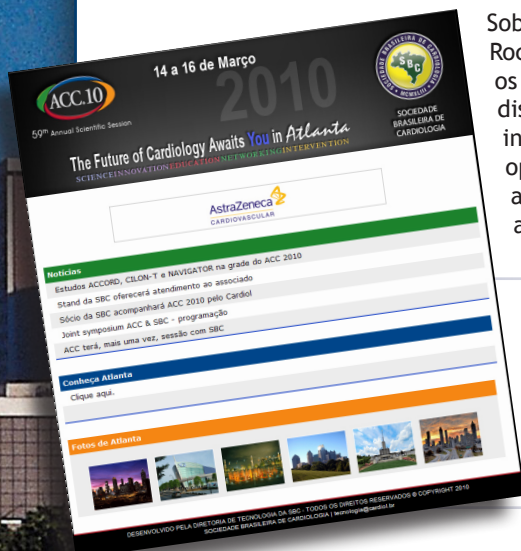 14 a 16 de Março
ACC.10
2010
59th Annual Scientific Session
SOCIEDADE BRASILEIRA DE CARDIOLOGIA
SBC
MCMXLIII
SOCIEDADE
BRASILEIRA DE
CARDIOLOGIA
The Future of Cardiology Awaits You in Atlanta
SCIENCEINNOVATIONEDUCATIONNETWORKINGINTERVENTION
AstraZeneca
CARDIOVASCULAR
Notícias
Estudos ACCORD, CILON-T e NAVIGATOR na grade do ACC 2010
Stand da SBC oferecerá atendimento ao associado
Sócio da SBC acompanhará ACC 2010 pelo Cardiol
Joint symposium ACC & SBC - programação
ACC terá, mais uma vez, sessão com SBC
Conheça Atlanta
Clique aqui.
Fotos de Atlanta
DESENVOLVIDO PELA DIRETORIA DE TECNOLOGIA DA SBC - TODOS OS DIREITOS RESERVADOS © COPYRIGHT 2010
SOCIEDADE BRASILEIRA DE CARDIOLOGIA | tecnologia@cardiol.br
Sob
Roc
os
dis
in
op
a
a